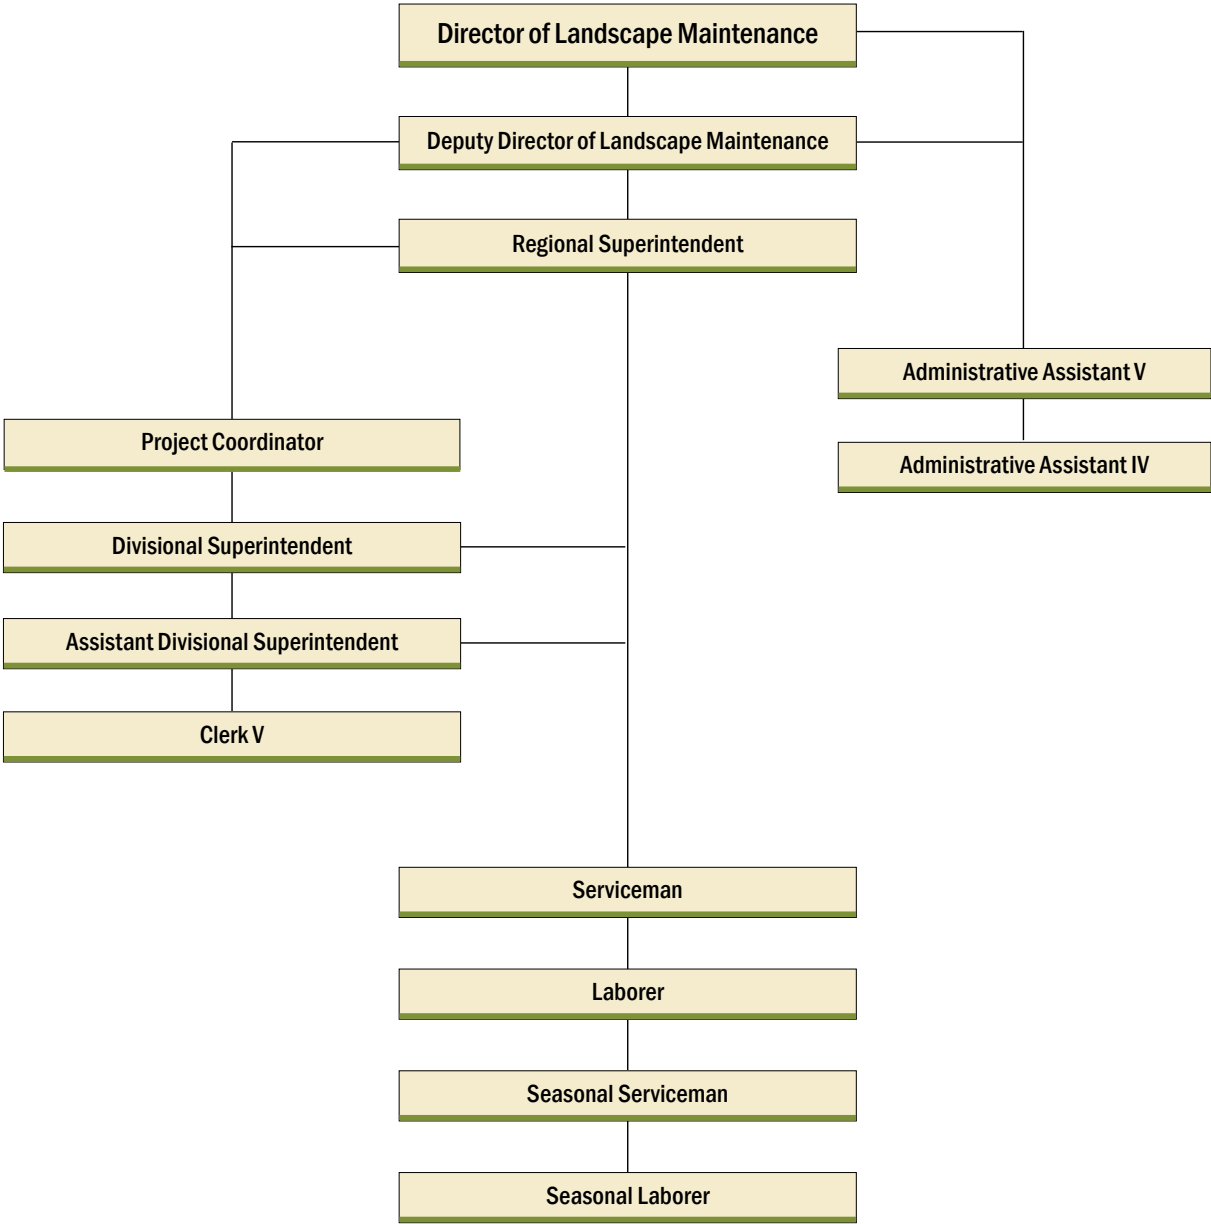 Director of Landscape Maintenance
Deputy Director of Landscape Maintenance
Regional Superintendent
Administrative Assistant V
Project Coordinator
Administrative Assistant IV
Divisional Superintendent
Assistant Divisional Superintendent
Clerk V
Serviceman
Laborer
Seasonal Serviceman
Seasonal Laborer